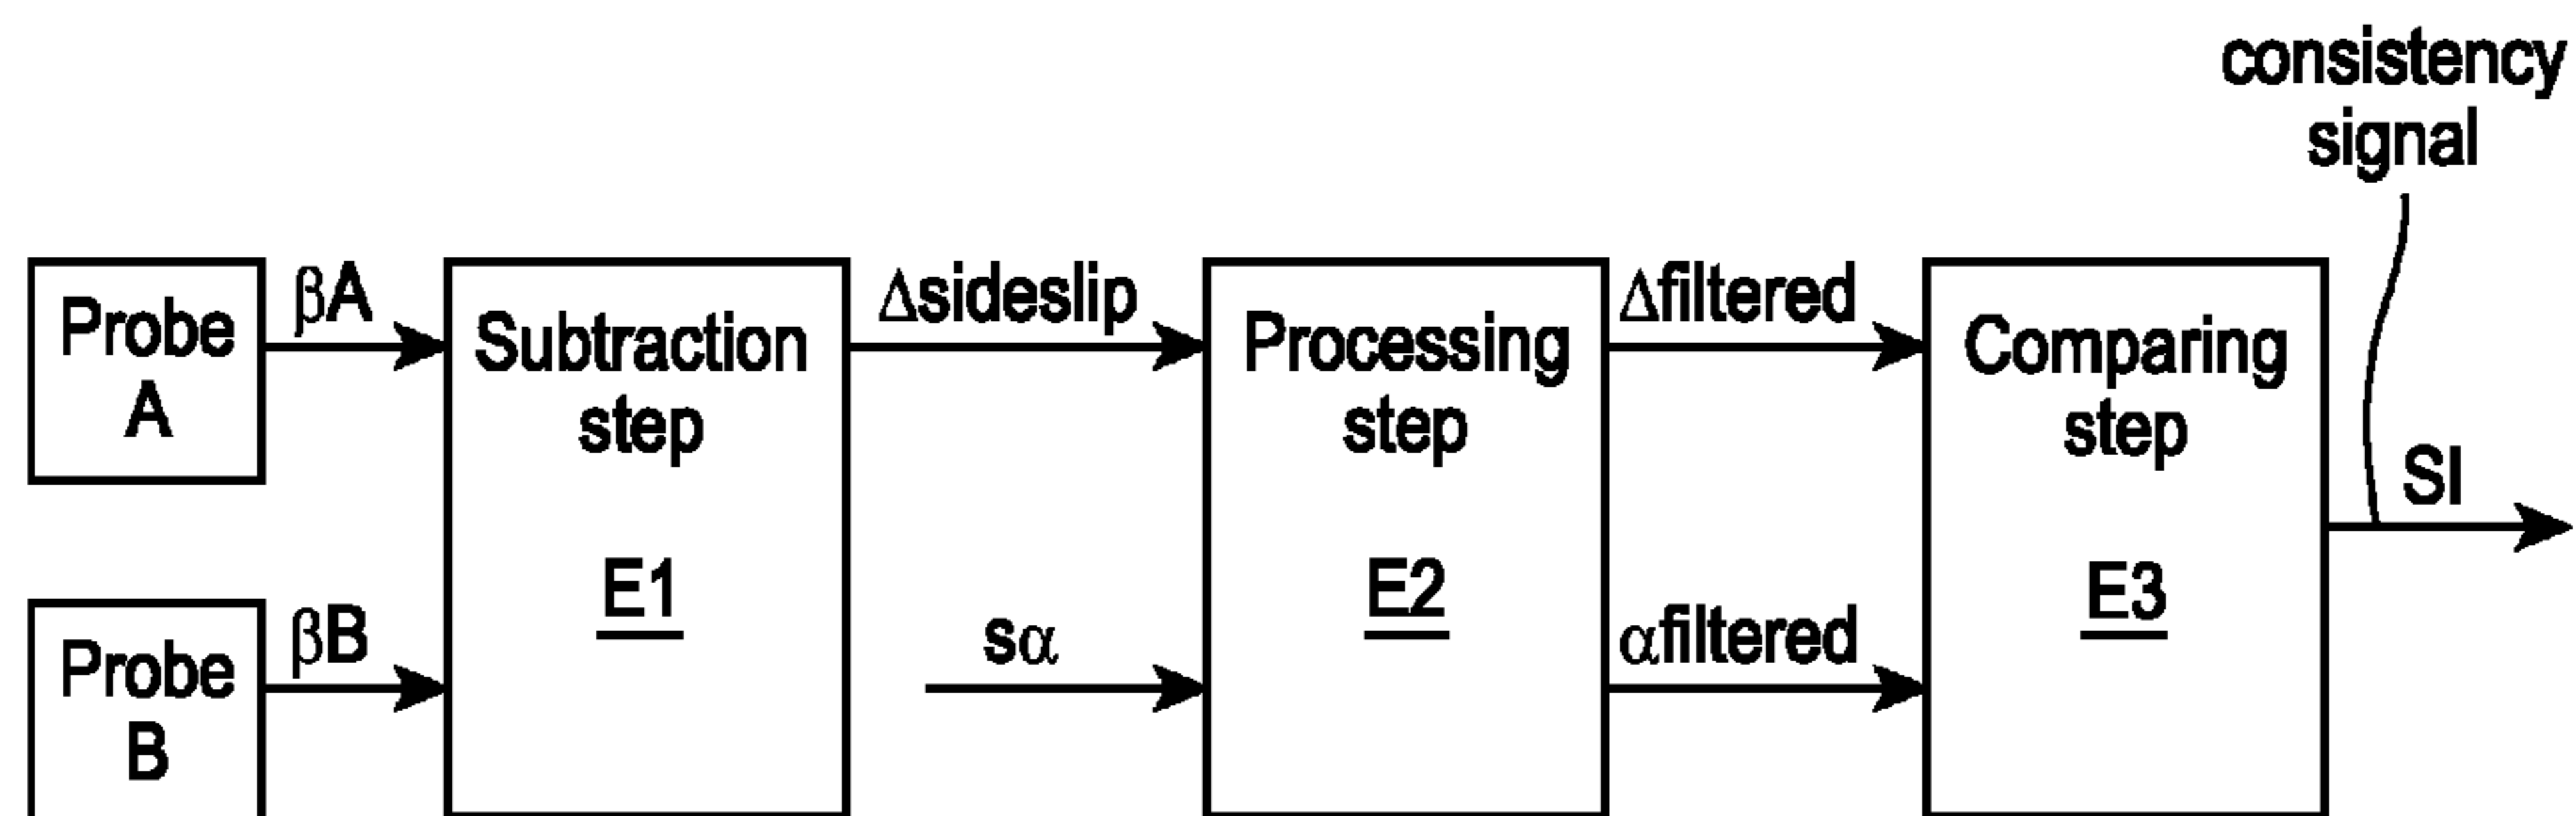 consistency
signal
Probe
A
βA
Subtraction
step
E1
Δsideslip
Processing
step
E2
Δfiltered
Comparing
step
E3
SI
Probe
B
βB
sα
αfiltered